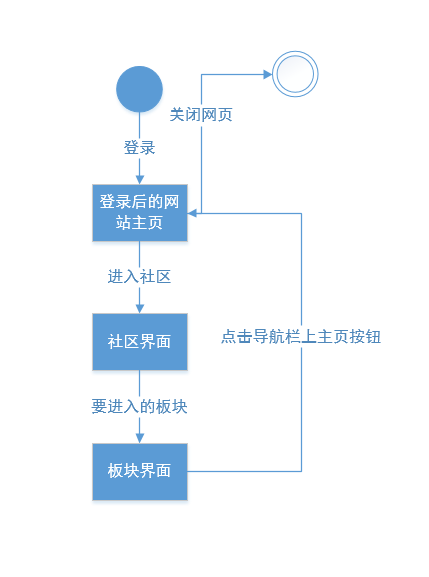 关闭网页
登录
登录后的网
站主页
进入社区
点击导航栏上主页按钮
社区界面
要进入的板块
板块界面